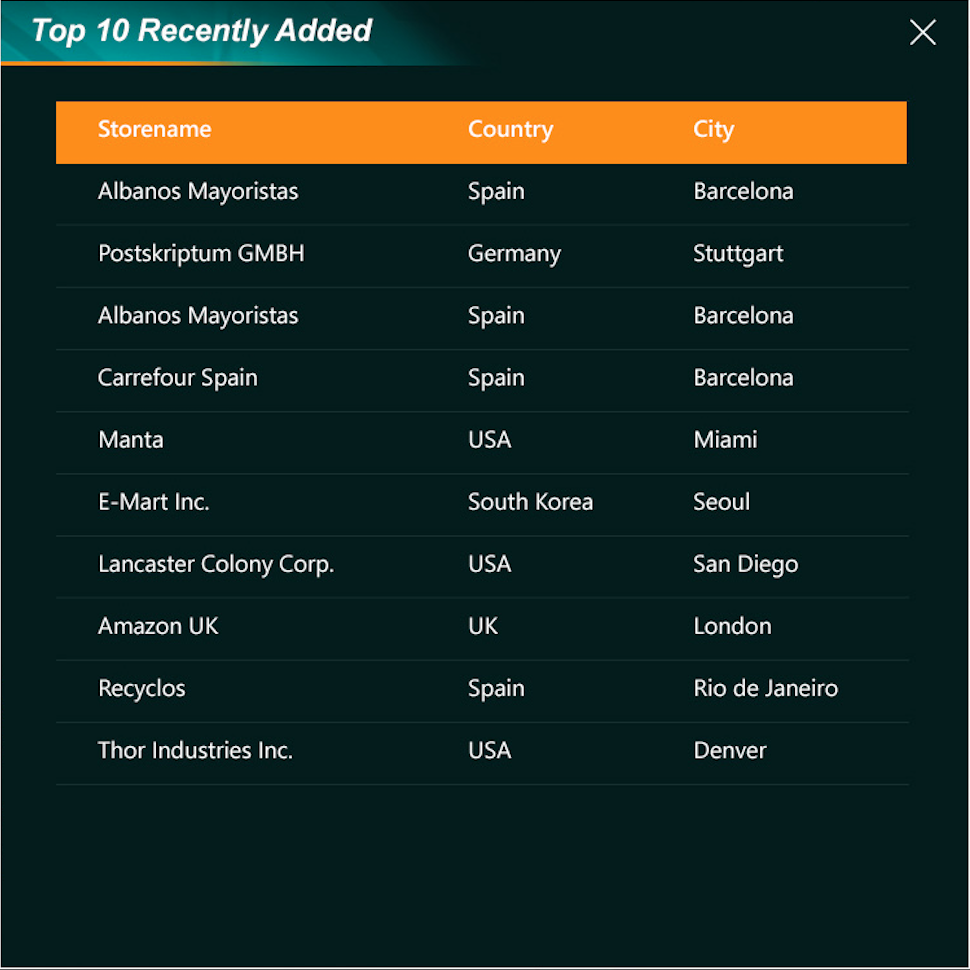 Top 10 Recently Added
Storename Country City
Albanos Mayoristas Spain Barcelona
Postskriptum GMBH Germany Stuttgart
Albanos Mayoristas Spain Barcelona
Carrefour Spain Spain Barcelona
Manta USA Miami
E-Mart Inc. South Korea Seoul
Lancaster Colony Corp. USA San Diego
Amazon UK UK London
Recyclos Spain Rio de Janeiro
Thor Industries Inc. USA Denver